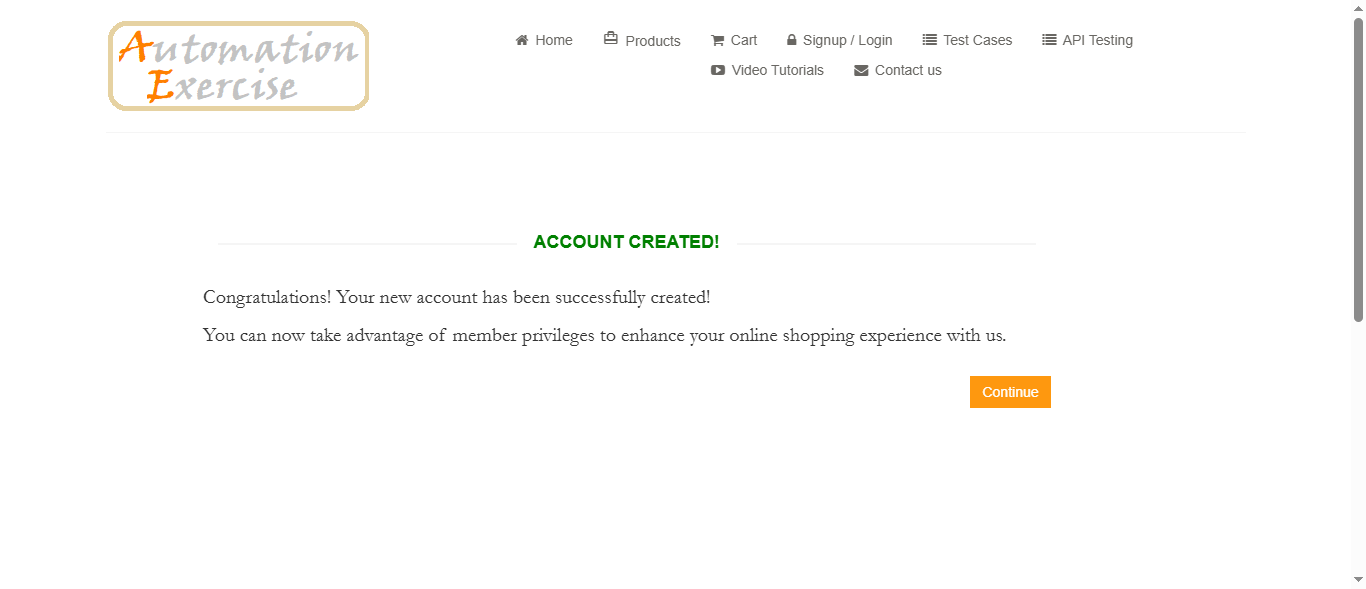 Automation
Exercise
Home Products Cart Signup / Login Test Cases API Testing
Video Tutorials Contact us
ACCOUNT CREATED!
Congratulations! Your new account has been successfully created!
You can now take advantage of member privileges to enhance your online shopping experience with us.
Continue